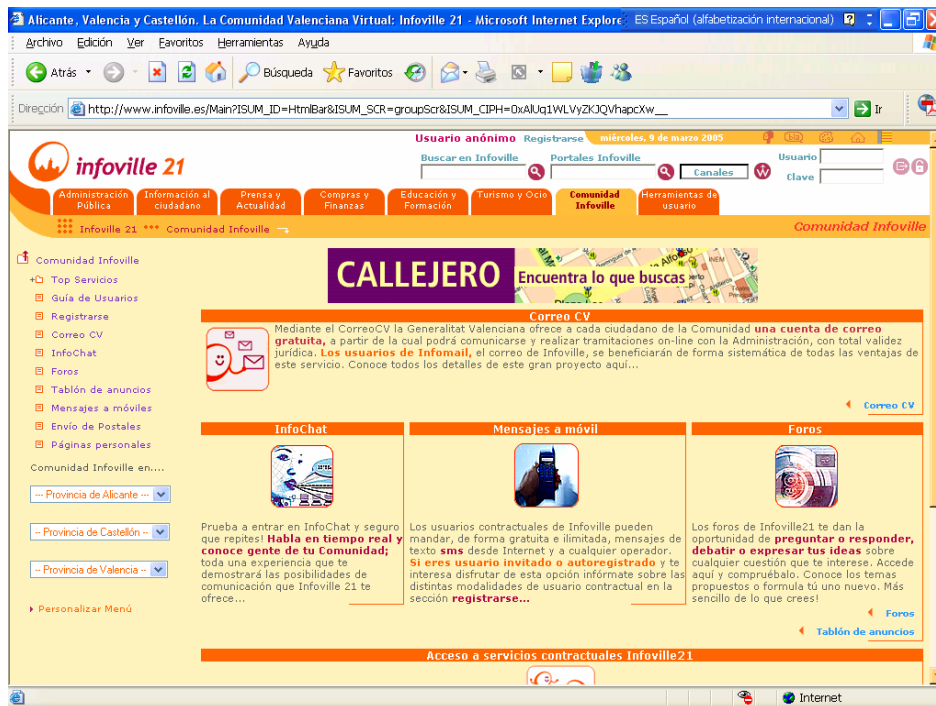 Alicante, Valencia y Castellón. La Comunidad Valenciana Virtual: Infoville 21 - Microsoft Internet Explore
ES Español (alfabetización internacional)
Archivo Edición Ver Favoritos Herramientas Ayuda
Atrás Búsqueda Favoritos
Dirección http://www.infoville.es/Main?ISUM_ID=HtmlBar&ISUM_SCR=groupScr&ISUM_CIPH=0xAlUq1WLVyZKJQVhapcXw__ Ir
Usuario anónimo Registrarse miércoles, 9 de marzo 2005
infoville 21
Buscar en Infoville Portales Infoville Canales Usuario
Clave
Administración Pública
Información al ciudadano
Prensa y Actualidad
Compras y Finanzas
Educación y Formación
Turismo y Ocio
Comunidad Infoville
Herramientas de usuario
Infoville 21 *** Comunidad Infoville
Comunidad Infoville
Comunidad Infoville
Top Servicios
Guía de Usuarios
Registrarse
Correo CV
InfoChat
Foros
Tablón de anuncios
Mensajes a móviles
Envío de Postales
Páginas personales
Comunidad Infoville en....
--- Provincia de Alicante ---
-- Provincia de Castellón --
-- Provincia de Valencia --
Personalizar Menú
CALLEJERO Encuentra lo que buscas
Correo CV
Mediante el CorreoCV la Generalitat Valenciana ofrece a cada ciudadano de la Comunidad una cuenta de correo
gratuita, a partir de la cual podrá comunicarse y realizar tramitaciones on-line con la Administración, con total validez
jurídica. Los usuarios de Infomail, el correo de Infoville, se beneficiarán de forma sistemática de todas las ventajas de
este servicio. Conoce todos los detalles de este gran proyecto aquí...
Correo CV
InfoChat
Prueba a entrar en InfoChat y seguro
que repites! Habla en tiempo real y
conoce gente de tu Comunidad;
toda una experiencia que te
demostrará las posibilidades de
comunicación que Infoville 21 te
ofrece...
Mensajes a móvil
Los usuarios contractuales de Infoville pueden
mandar, de forma gratuita e ilimitada, mensajes de
texto sms desde Internet y a cualquier operador.
Si eres usuario invitado o autoregistrado y te
interesa disfrutar de esta opción infórmate sobre las
distintas modalidades de usuario contractual en la
sección registrarse...
Foros
Los foros de Infoville21 te dan la
oportunidad de preguntar o responder,
debatir o expresar tus ideas sobre
cualquier cuestión que te interese. Accede
aquí y compruébalo. Conoce los temas
propuestos o formula tú uno nuevo. Más
sencillo de lo que crees!
Foros
Tablón de anuncios
Acceso a servicios contractuales Infoville21
Internet